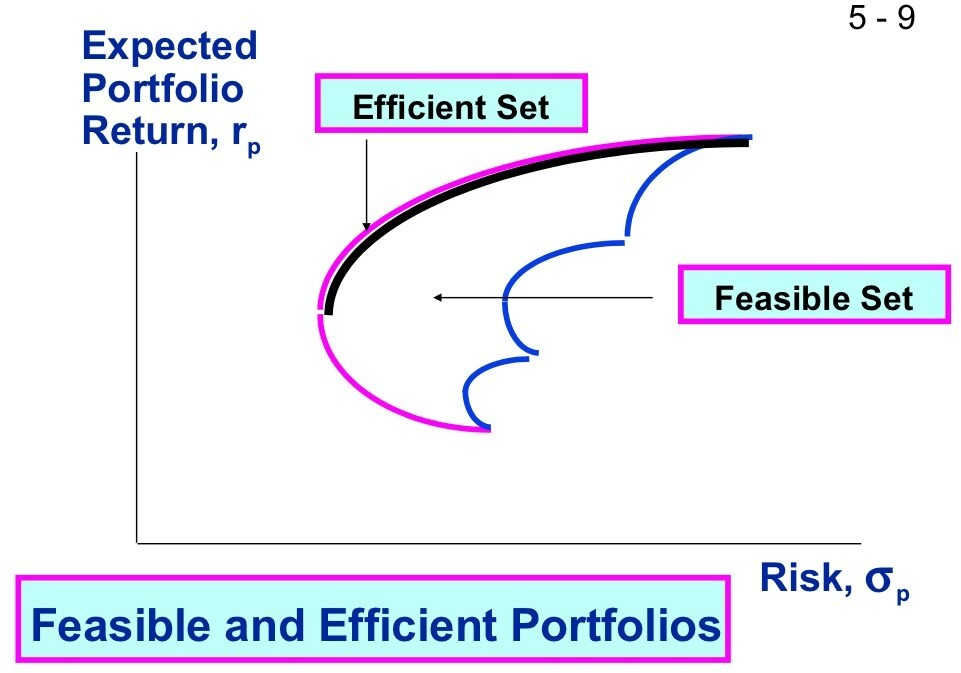 5 - 9
Expected
Portfolio
Return, rp
Efficient Set
Feasible Set
Risk, σp
Feasible and Efficient Portfolios